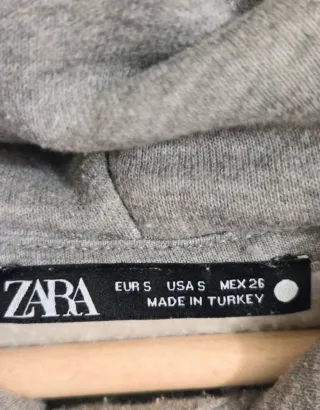 ZARA
EUR S USA S MEX 26
MADE IN TURKEY